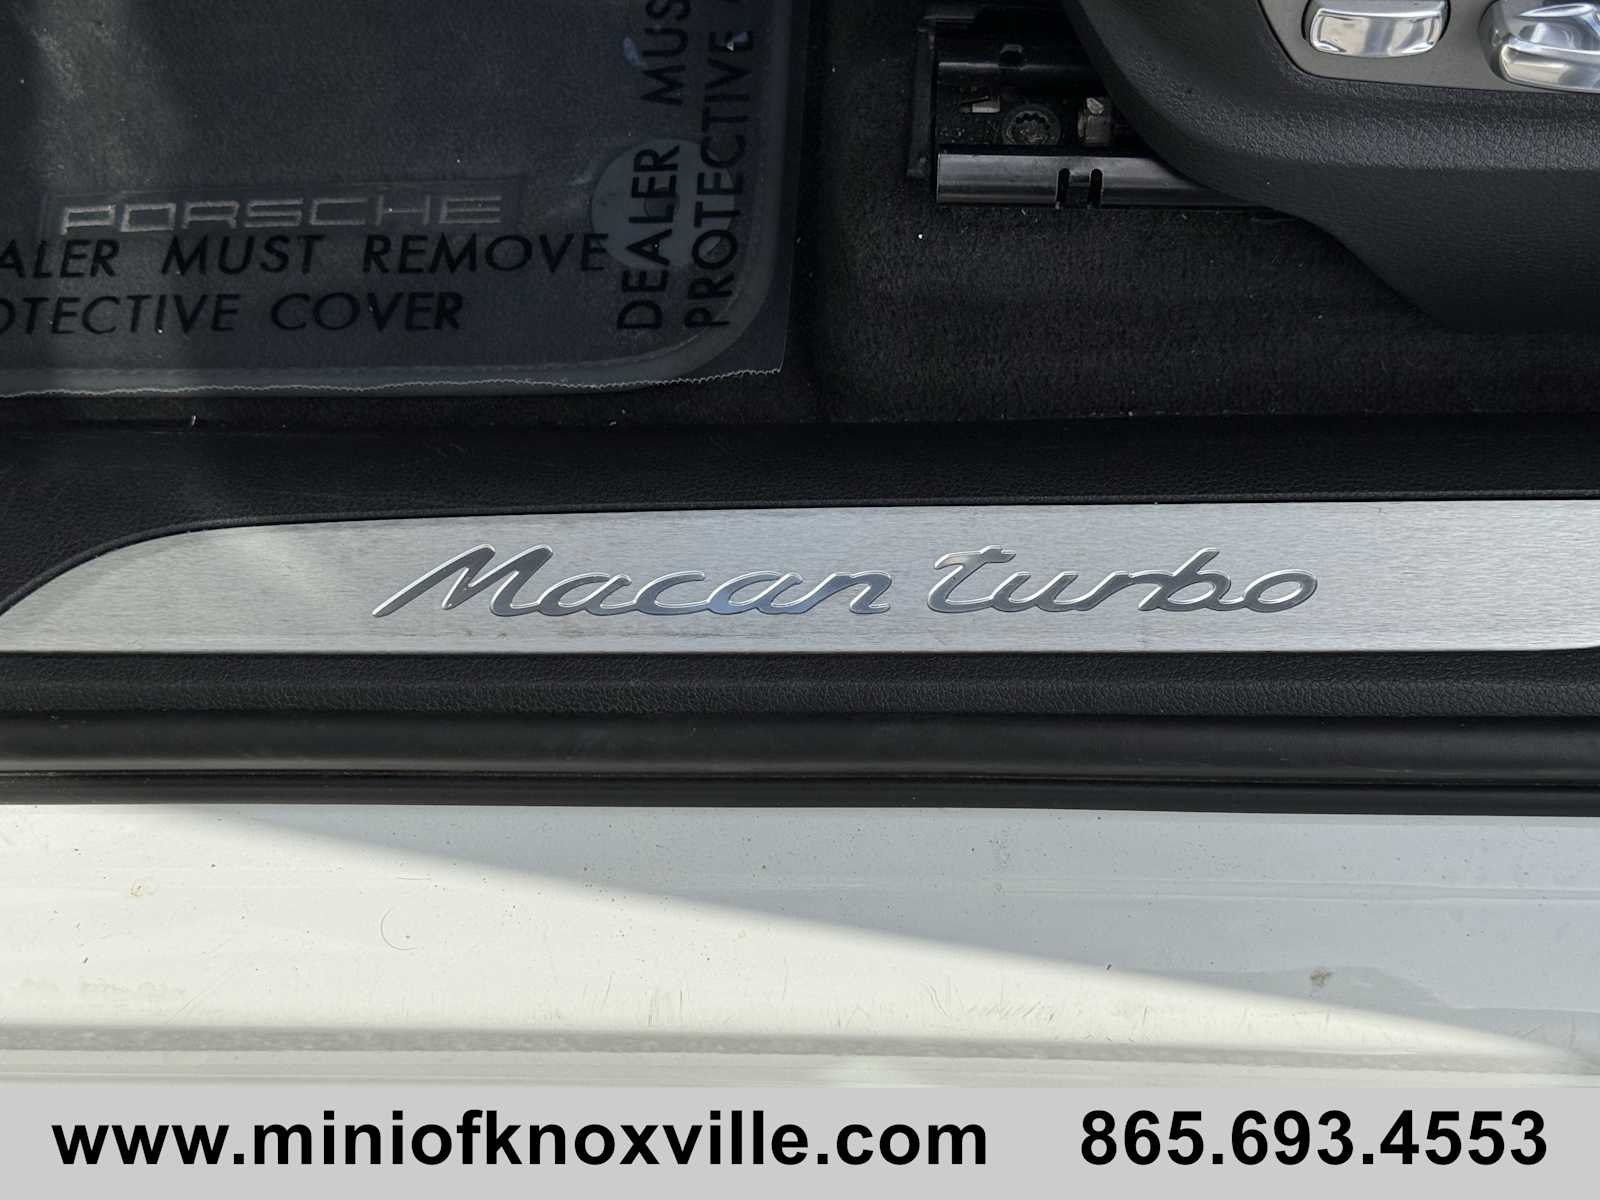 PORSCHE
ALER MUST REMOVE
OTECTIVE COVER
DEALER MUS
PROTECTIVE
Macan turbo
www.miniofknoxville.com 865.693.4553